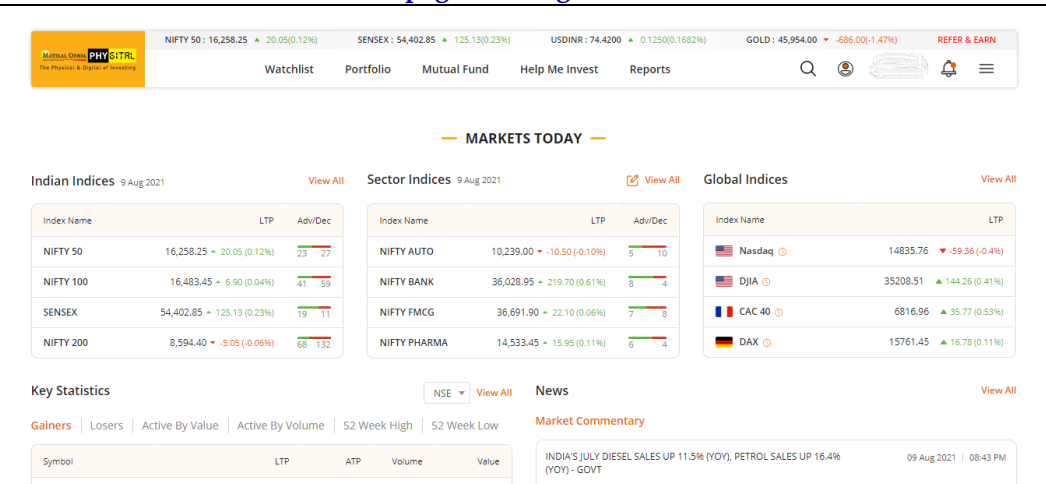 NIFTY 50 : 16,258.25 ▲ 20.05(0.12%) SENSEX : 54,402.85 ▲ 125.13(0.23%) USDINR : 74.4200 ▲ 0.1250(0.1682%) GOLD : 45,954.00 ▼ -686.00(-1.47%) REFER & EARN
MOTILAL OSWAL PHYGITAL
The Physical & Digital of Investing
Watchlist Portfolio Mutual Fund Help Me Invest Reports
MARKETS TODAY
Indian Indices 9 Aug 2021 View All
Index Name LTP Adv/Dec
NIFTY 50 16,258.25 ▲ 20.05 (0.12%) 23 27
NIFTY 100 16,483.45 ▲ 6.90 (0.04%) 41 59
SENSEX 54,402.85 ▲ 125.13 (0.23%) 19 11
NIFTY 200 8,594.40 ▼ -5.05 (-0.06%) 68 132
Sector Indices 9 Aug 2021 View All
Index Name LTP Adv/Dec
NIFTY AUTO 10,239.00 ▼ -10.50 (-0.10%) 5 10
NIFTY BANK 36,028.95 ▲ 219.70 (0.61%) 8 4
NIFTY FMCG 36,691.90 ▲ 22.10 (0.06%) 7 8
NIFTY PHARMA 14,533.45 ▲ 15.95 (0.11%) 6 4
Global Indices View All
Index Name LTP
Nasdaq 14835.76 ▼ -59.36 (-0.4%)
DJIA 35208.51 ▲ 144.26 (0.41%)
CAC 40 6816.96 ▲ 35.77 (0.53%)
DAX 15761.45 ▲ 16.78 (0.11%)
Key Statistics NSE ▼ View All
Gainers | Losers | Active By Value | Active By Volume | 52 Week High | 52 Week Low
Symbol LTP ATP Volume Value
News View All
Market Commentary
INDIA'S JULY DIESEL SALES UP 11.5% (YOY), PETROL SALES UP 16.4% 09 Aug 2021 | 08:43 PM
(YOY) - GOVT